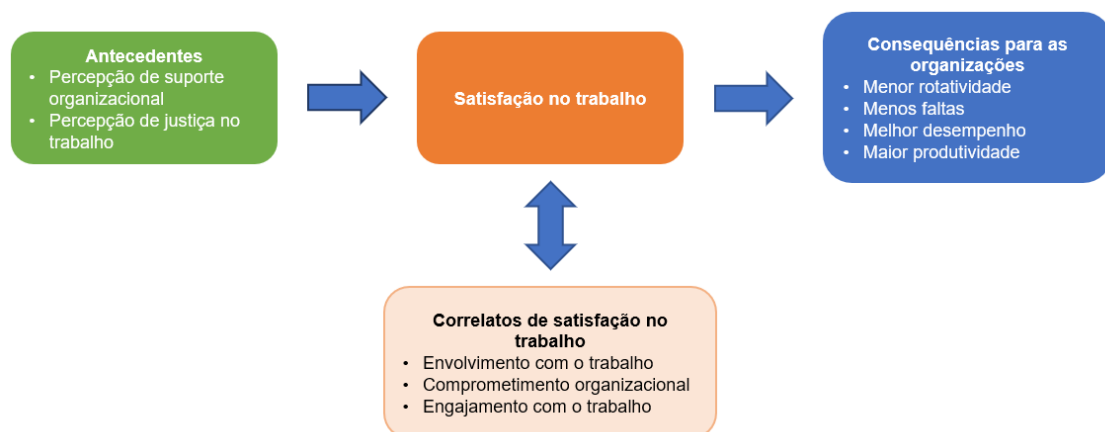 Antecedentes
• Percepção de suporte
organizacional
• Percepção de justiça no
trabalho
Satisfação no trabalho
Consequências para as
organizações
• Menor rotatividade
• Menos faltas
• Melhor desempenho
• Maior produtividade
Correlatos de satisfação no
trabalho
• Envolvimento com o trabalho
• Comprometimento organizacional
• Engajamento com o trabalho